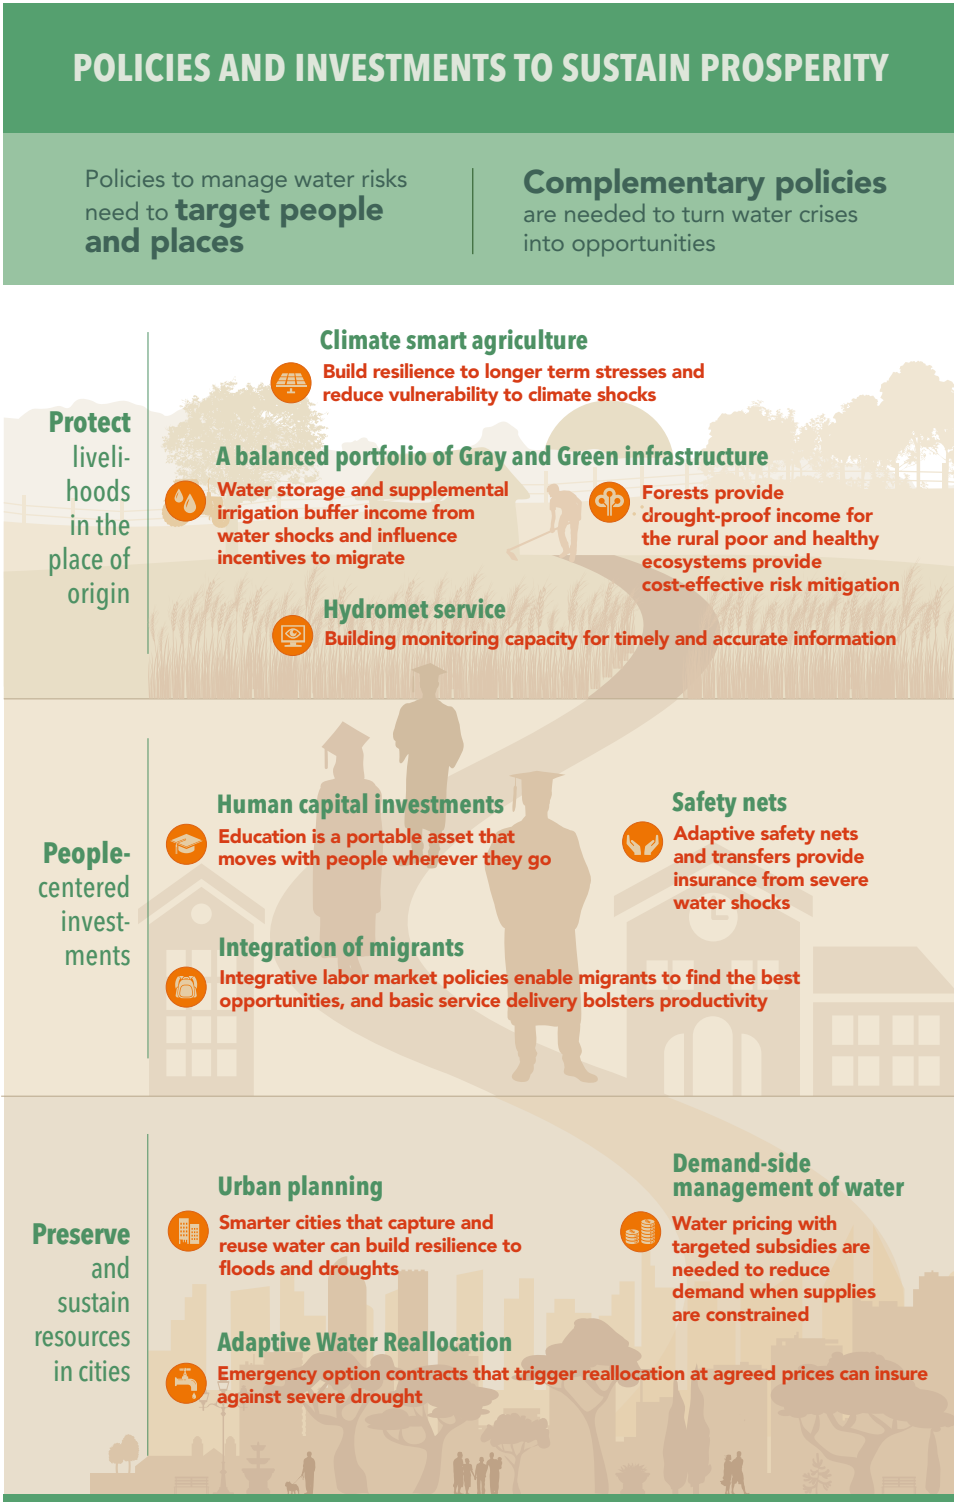 POLICIES AND INVESTMENTS TO SUSTAIN PROSPERITY
Policies to manage water risks
need to target people
and places
Complementary policies
are needed to turn water crises
into opportunities
Protect
liveli-
hoods
in the
place of
origin
Climate smart agriculture
Build resilience to longer term stresses and
reduce vulnerability to climate shocks
A balanced portfolio of Gray and Green infrastructure
Water storage and supplemental
irrigation buffer income from
water shocks and influence
incentives to migrate
Forests provide
drought-proof income for
the rural poor and healthy
ecosystems provide
cost-effective risk mitigation
Hydromet service
Building monitoring capacity for timely and accurate information
People-
centered
invest-
ments
Human capital investments
Education is a portable asset that
moves with people wherever they go
Safety nets
Adaptive safety nets
and transfers provide
insurance from severe
water shocks
Integration of migrants
Integrative labor market policies enable migrants to find the best
opportunities, and basic service delivery bolsters productivity
Preserve
and
sustain
resources
in cities
Urban planning
Smarter cities that capture and
reuse water can build resilience to
floods and droughts
Demand-side
management of water
Water pricing with
targeted subsidies are
needed to reduce
demand when supplies
are constrained
Adaptive Water Reallocation
Emergency option contracts that trigger reallocation at agreed prices can insure
against severe drought